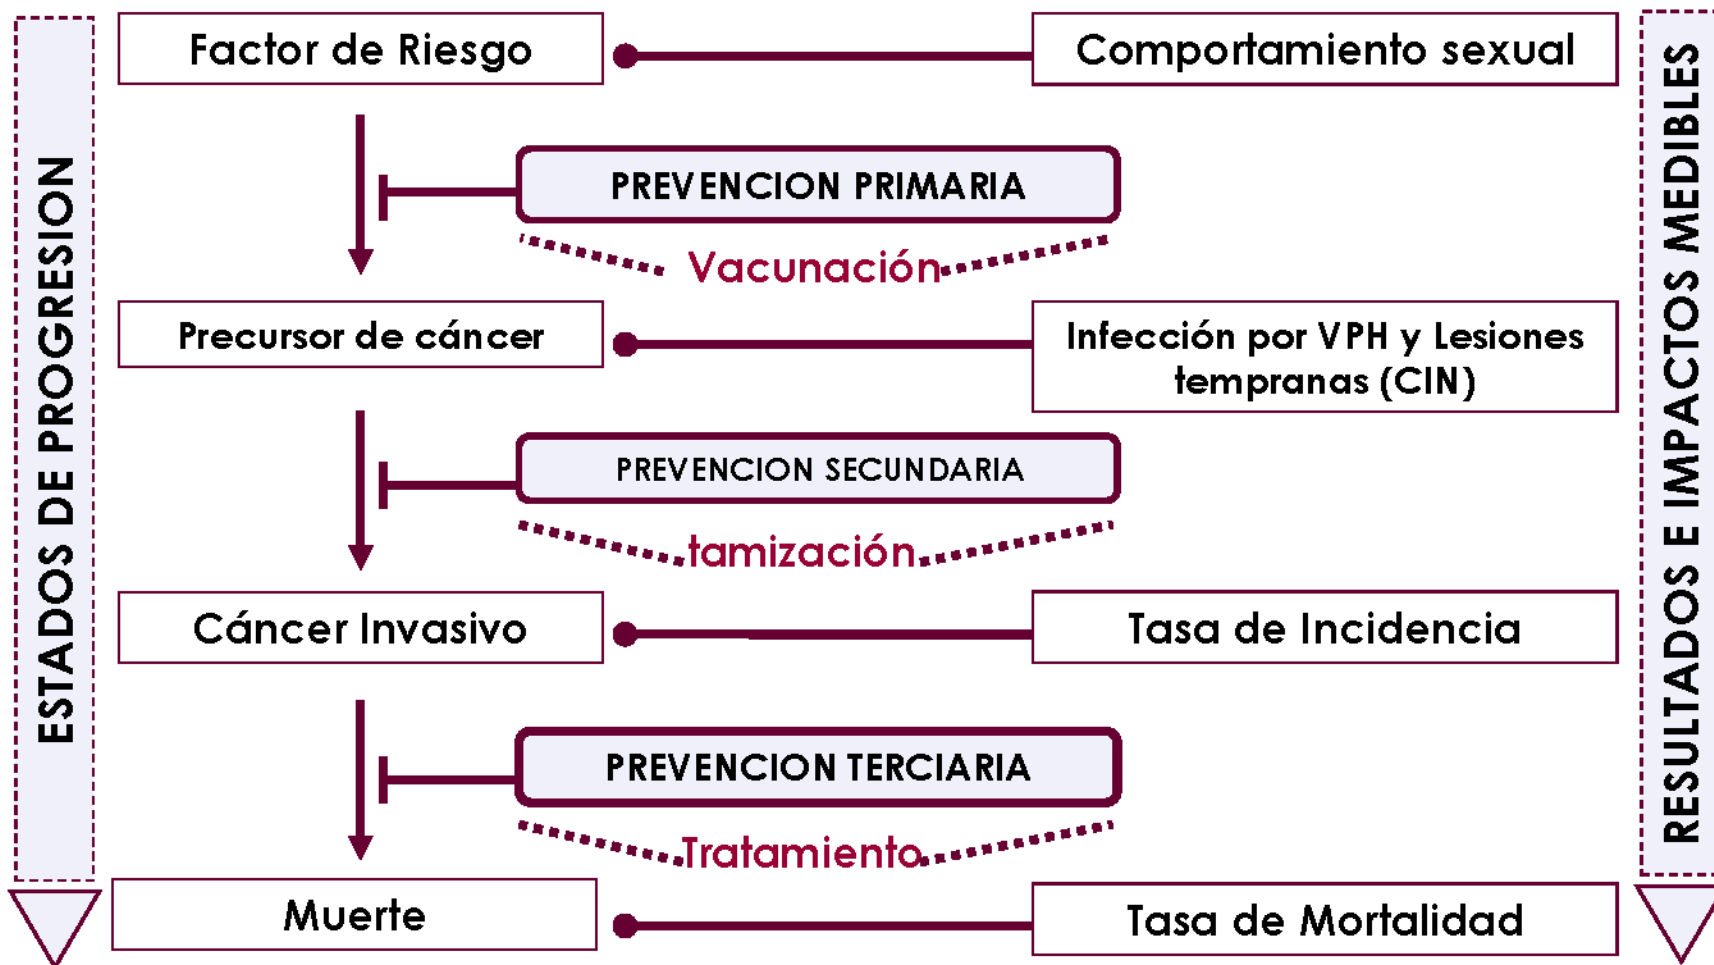 Factor de Riesgo
Comportamiento sexual
PREVENCION PRIMARIA
Vacunación
Precursor de cáncer
Infección por VPH y Lesiones
tempranas (CIN)
PREVENCION SECUNDARIA
tamización
Cáncer Invasivo
Tasa de Incidencia
PREVENCION TERCIARIA
Tratamiento
Muerte
Tasa de Mortalidad
ESTADOS DE PROGRESION
RESULTADOS E IMPACTOS MEDIBLES